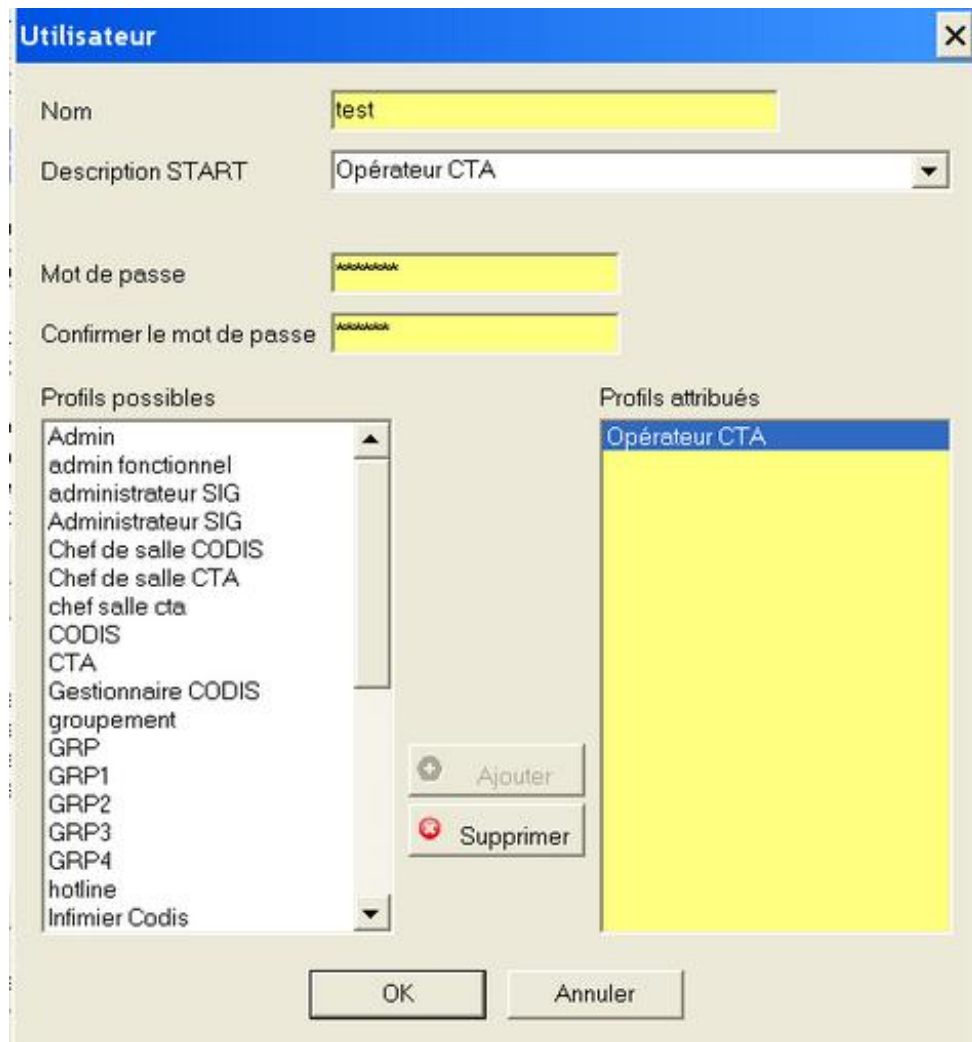 Utilisateur
Nom
test
Description START
Opérateur CTA
Mot de passe
*******
Confirmer le mot de passe
******
Profils possibles
Profils attribués
Admin
admin fonctionnel
administrateur SIG
Administrateur SIG
Chef de salle CODIS
Chef de salle CTA
chef salle cta
CODIS
CTA
Gestionnaire CODIS
groupement
GRP
GRP1
GRP2
GRP3
GRP4
hotline
Infimier Codis
Opérateur CTA
Ajouter
Supprimer
OK
Annuler